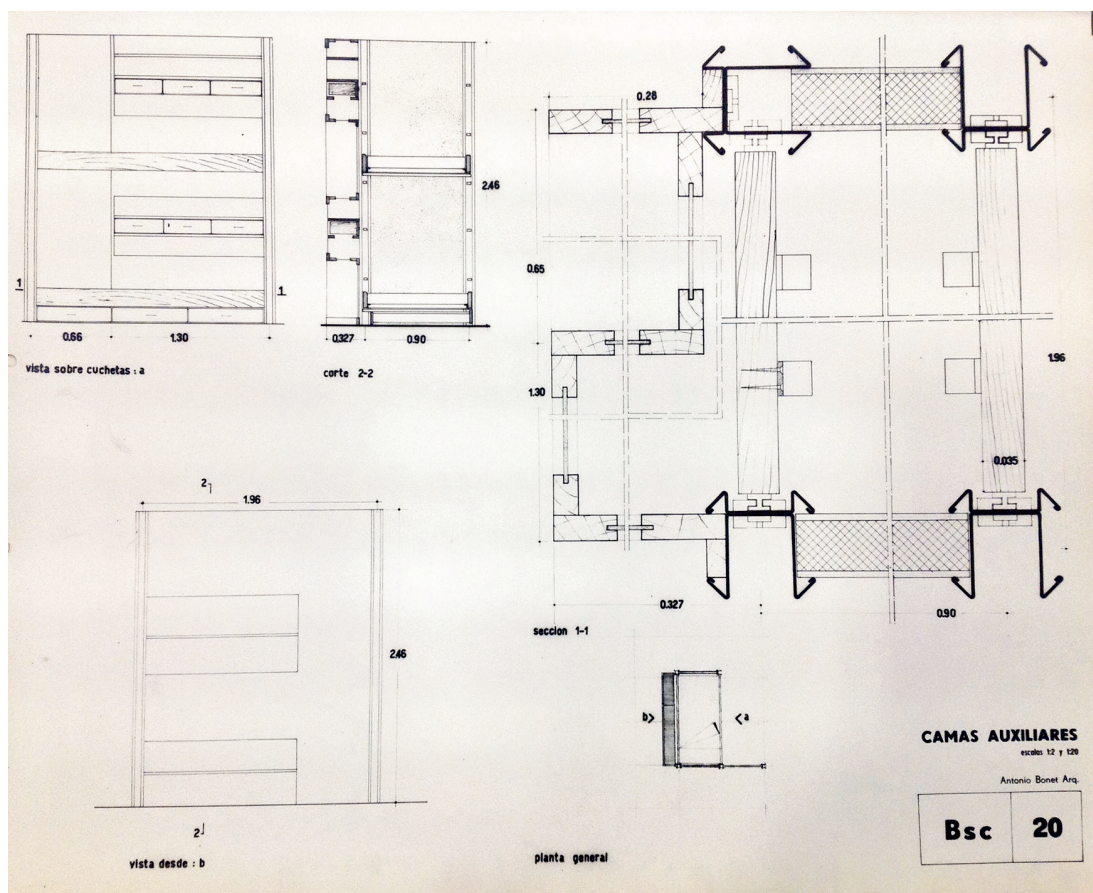 2.46
1
1
0.66
1.30
vista sobre cuchetas : a
0.327
0.90
corte 2-2
0.28
0.65
1.30
1.96
0.035
0.327
0.90
seccion 1-1
2
1.96
2.46
2
vista desde : b
b>
<a
planta general
CAMAS AUXILIARES
escalas 1:2 y 1:20
Antonio Bonet Arq.
Bsc 20